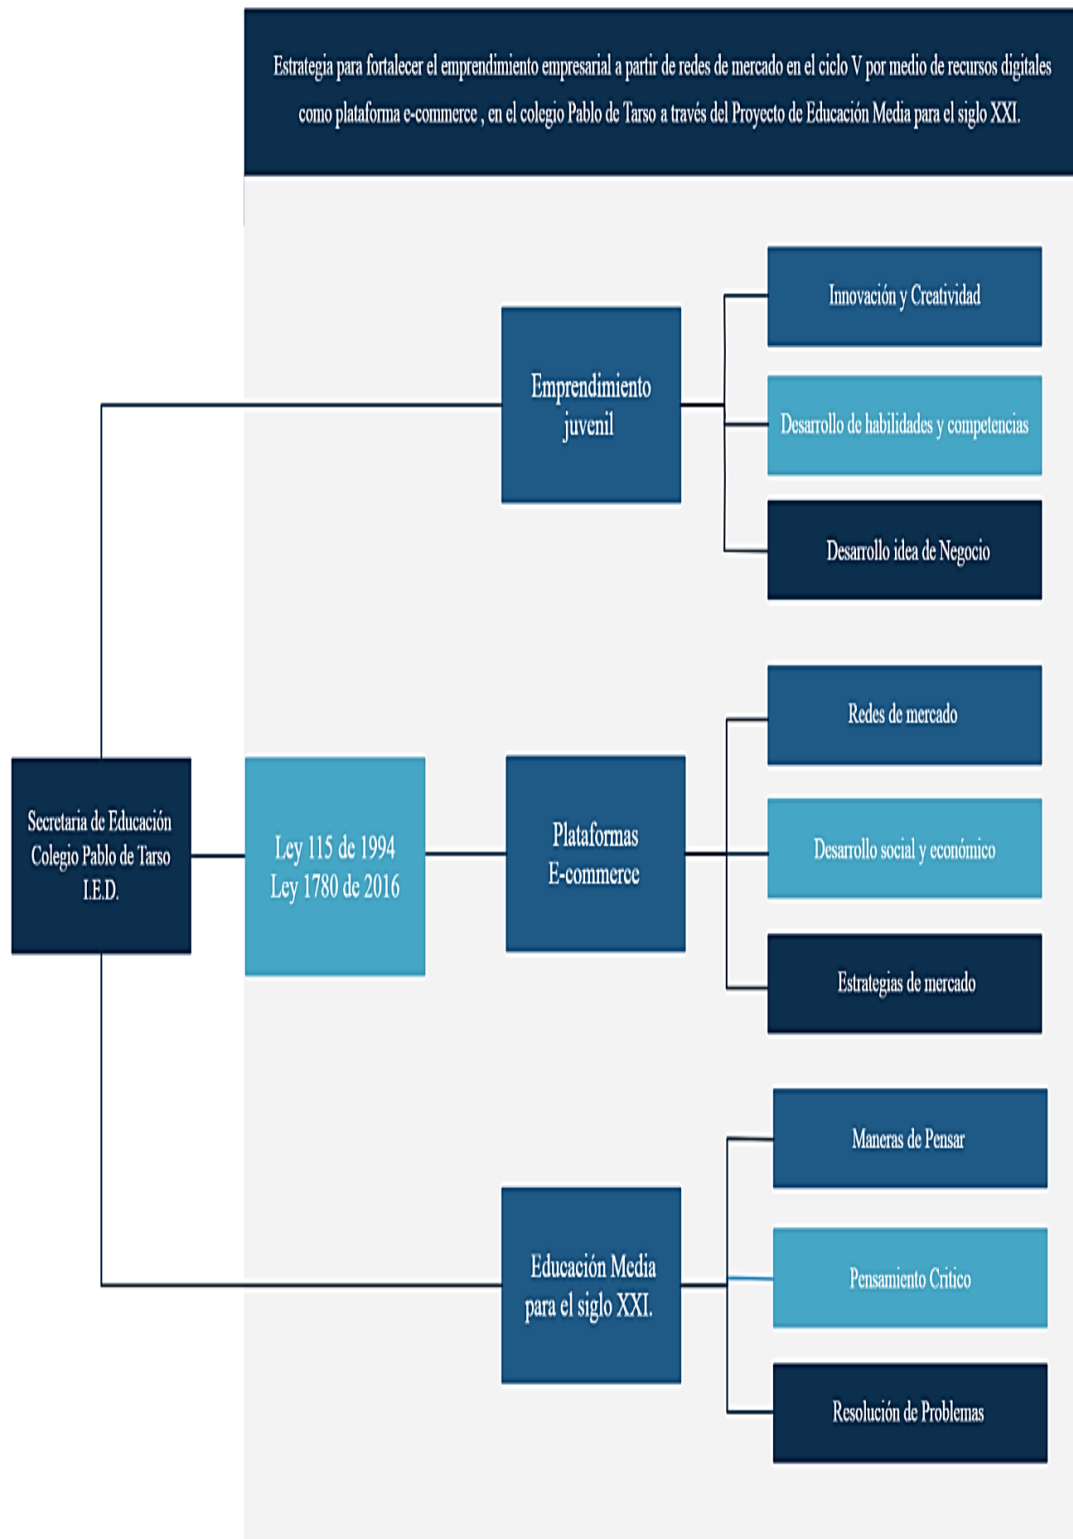 Estrategia para fortalecer el emprendimiento empresarial a partir de redes de mercado en el ciclo V por medio de recursos digitales
como plataforma e-commerce , en el colegio Pablo de Tarso a través del Proyecto de Educación Media para el siglo XXI.
Secretaria de Educación
Colegio Pablo de Tarso
I.E.D.
Ley 115 de 1994
Ley 1780 de 2016
Emprendimiento
juvenil
Innovación y Creatividad
Desarrollo de habilidades y competencias
Desarrollo idea de Negocio
Plataformas
E-commerce
Redes de mercado
Desarrollo social y económico
Estrategias de mercado
Educación Media
para el siglo XXI.
Maneras de Pensar
Pensamiento Critico
Resolución de Problemas